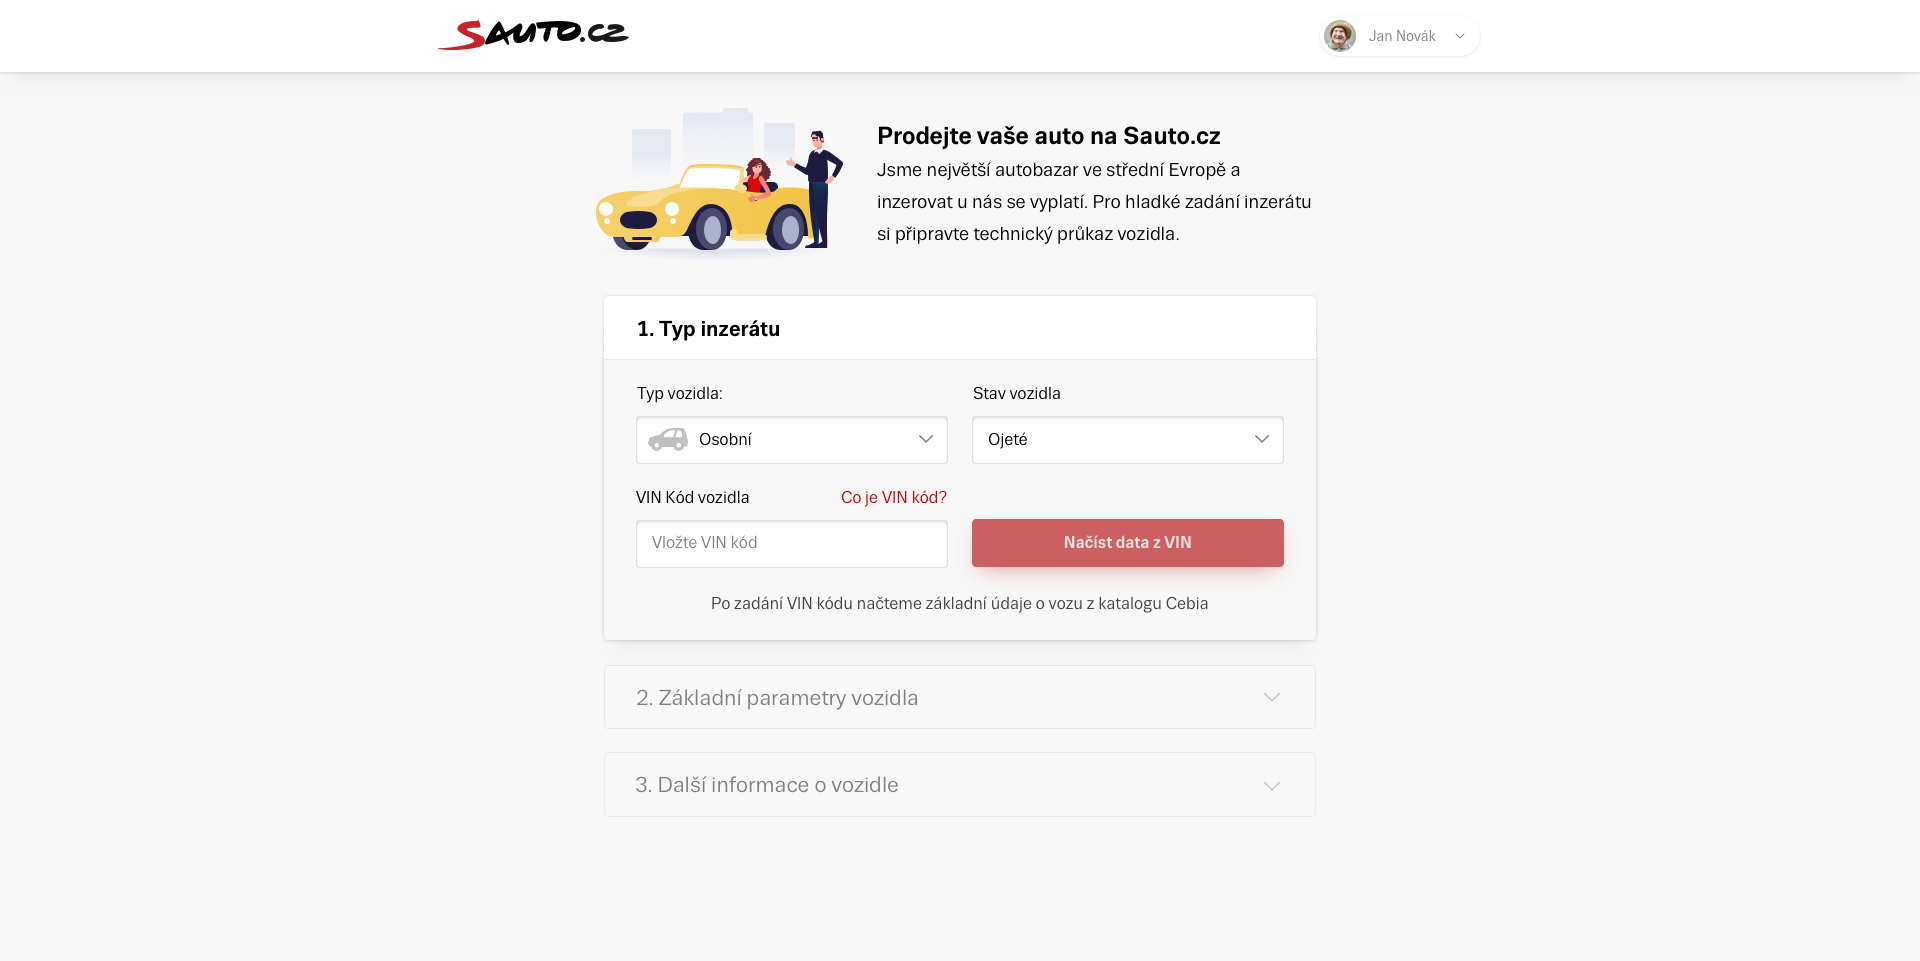 SAUTO.CZ
Jan Novák
Prodejte vaše auto na Sauto.cz
Jsme největší autobazar ve střední Evropě a
inzerovat u nás se vyplatí. Pro hladké zadání inzerátu
si připravte technický průkaz vozidla.
1. Typ inzerátu
Typ vozidla:
Stav vozidla
Osobní
Ojeté
VIN Kód vozidla
Co je VIN kód?
Vložte VIN kód
Načíst data z VIN
Po zadání VIN kódu načteme základní údaje o vozu z katalogu Cebia
2. Základní parametry vozidla
3. Další informace o vozidle